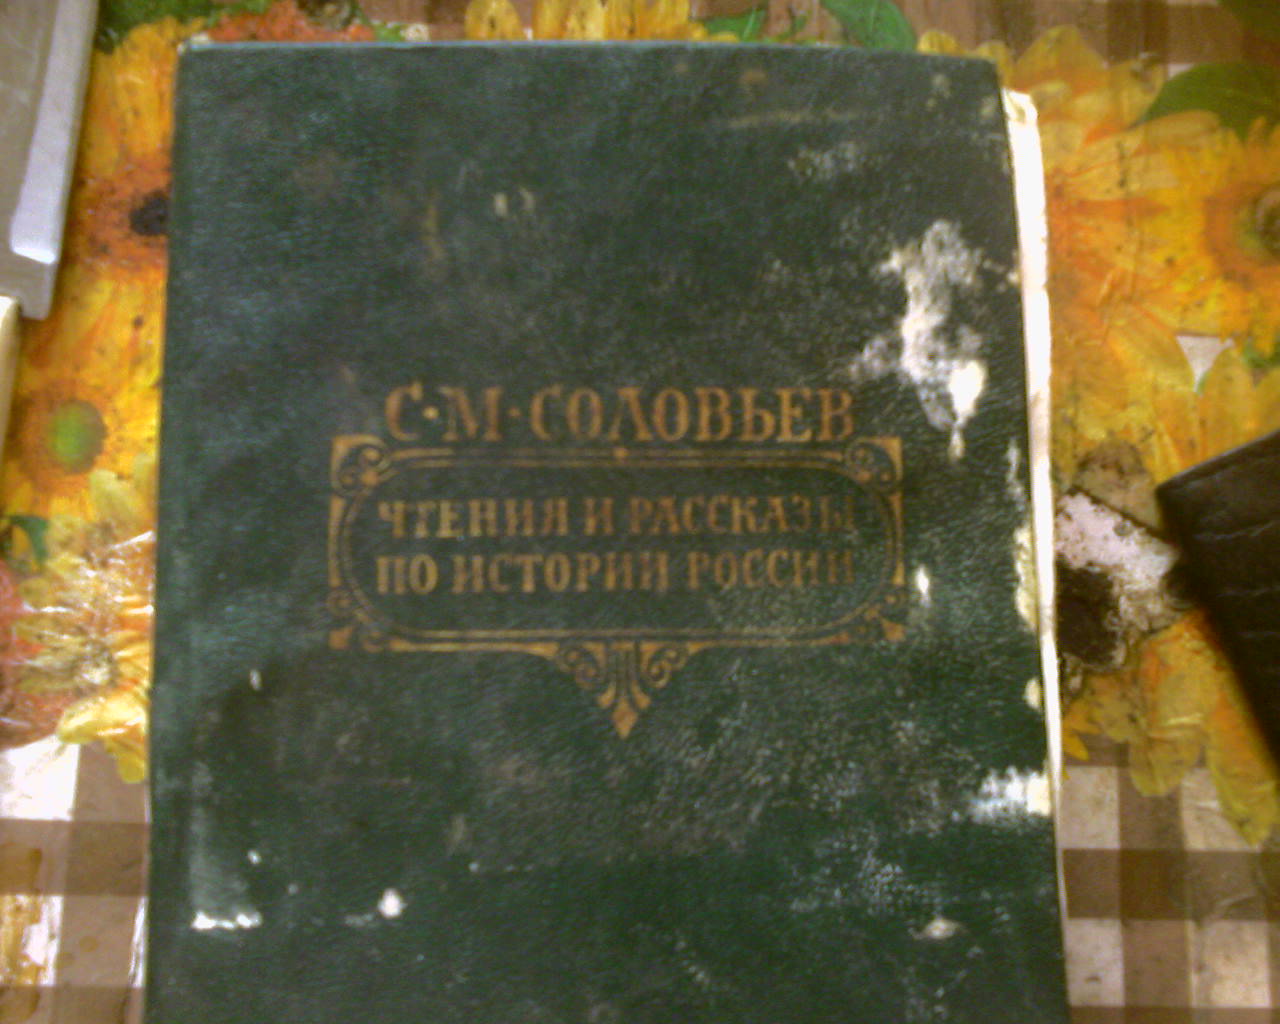 С·М·СОЛОВЬЕВ
ЧТЕНИЯ И РАССКАЗЫ
ПО ИСТОРИИ РОССИИ